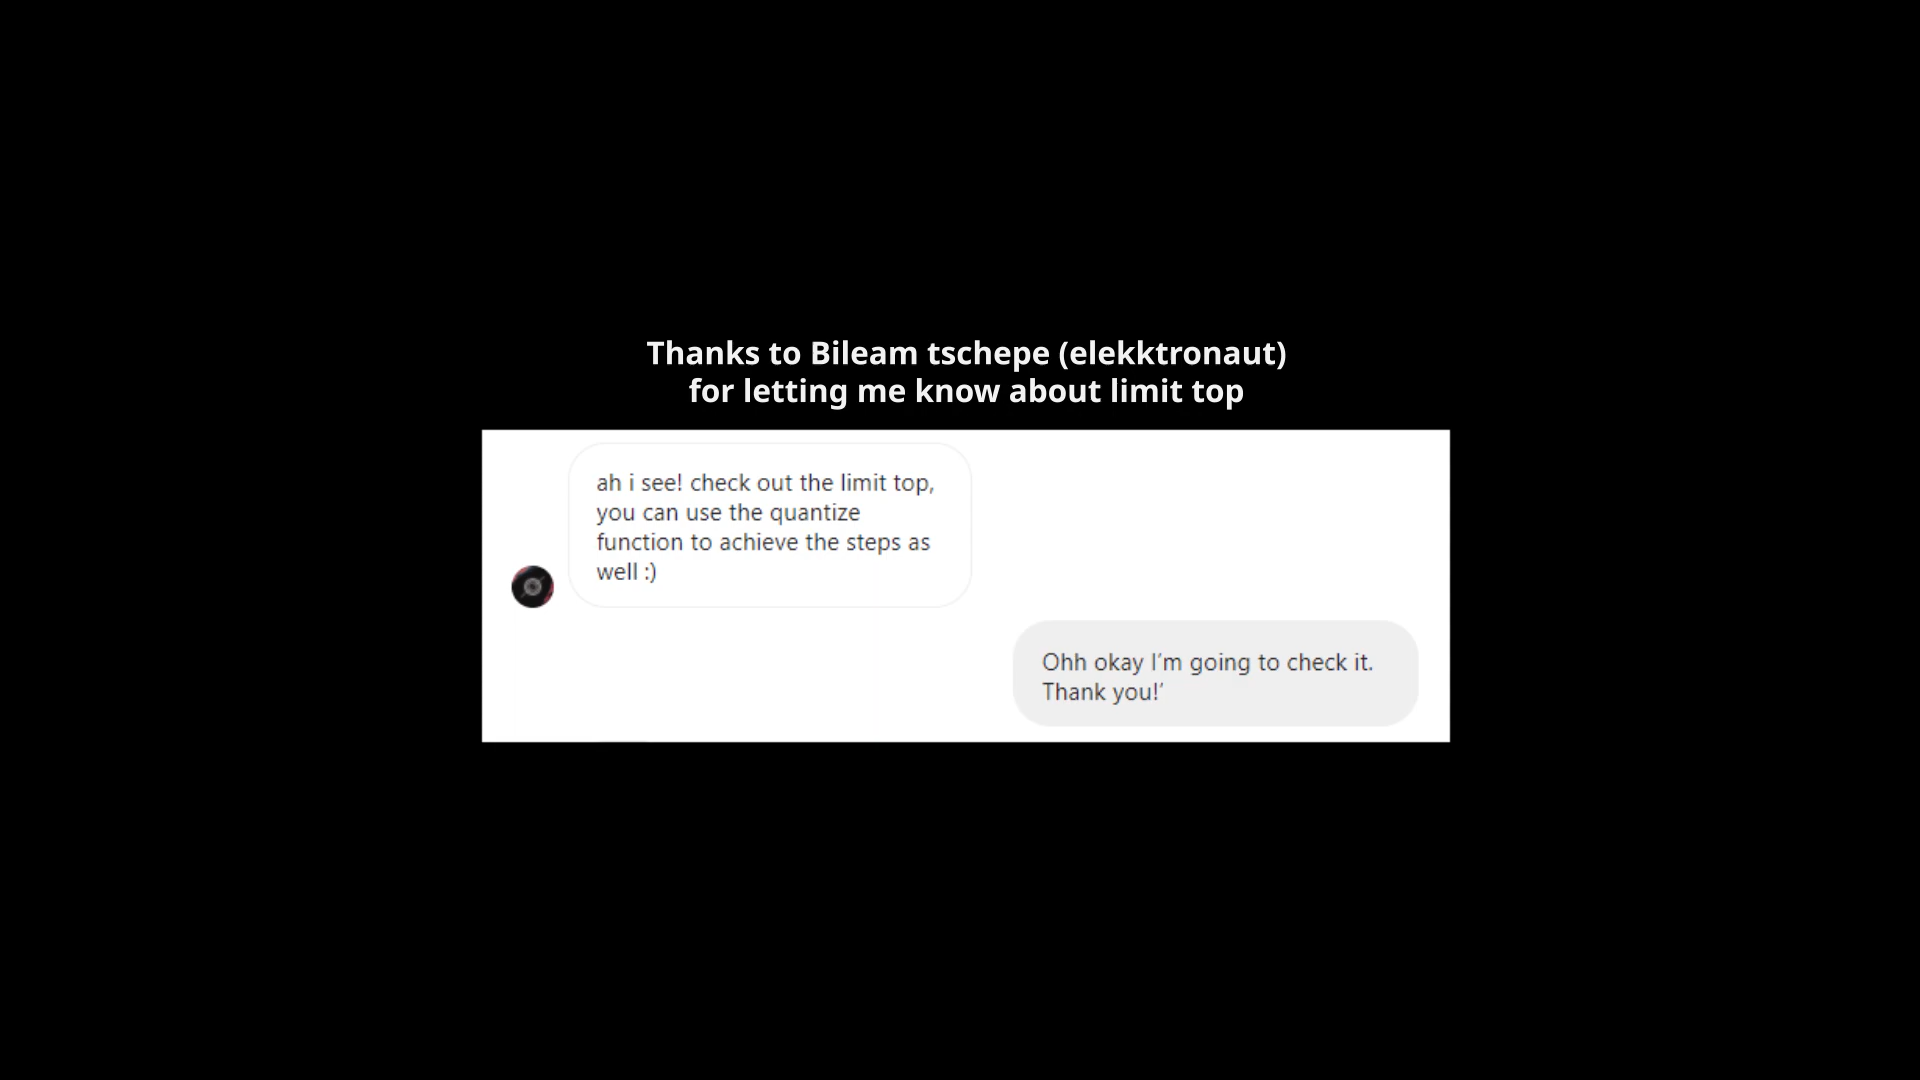 Thanks to Bileam tschepe (elekktronaut)
for letting me know about limit top
ah i see! check out the limit top,
you can use the quantize
function to achieve the steps as
well :)
Ohh okay I’m going to check it.
Thank you!’